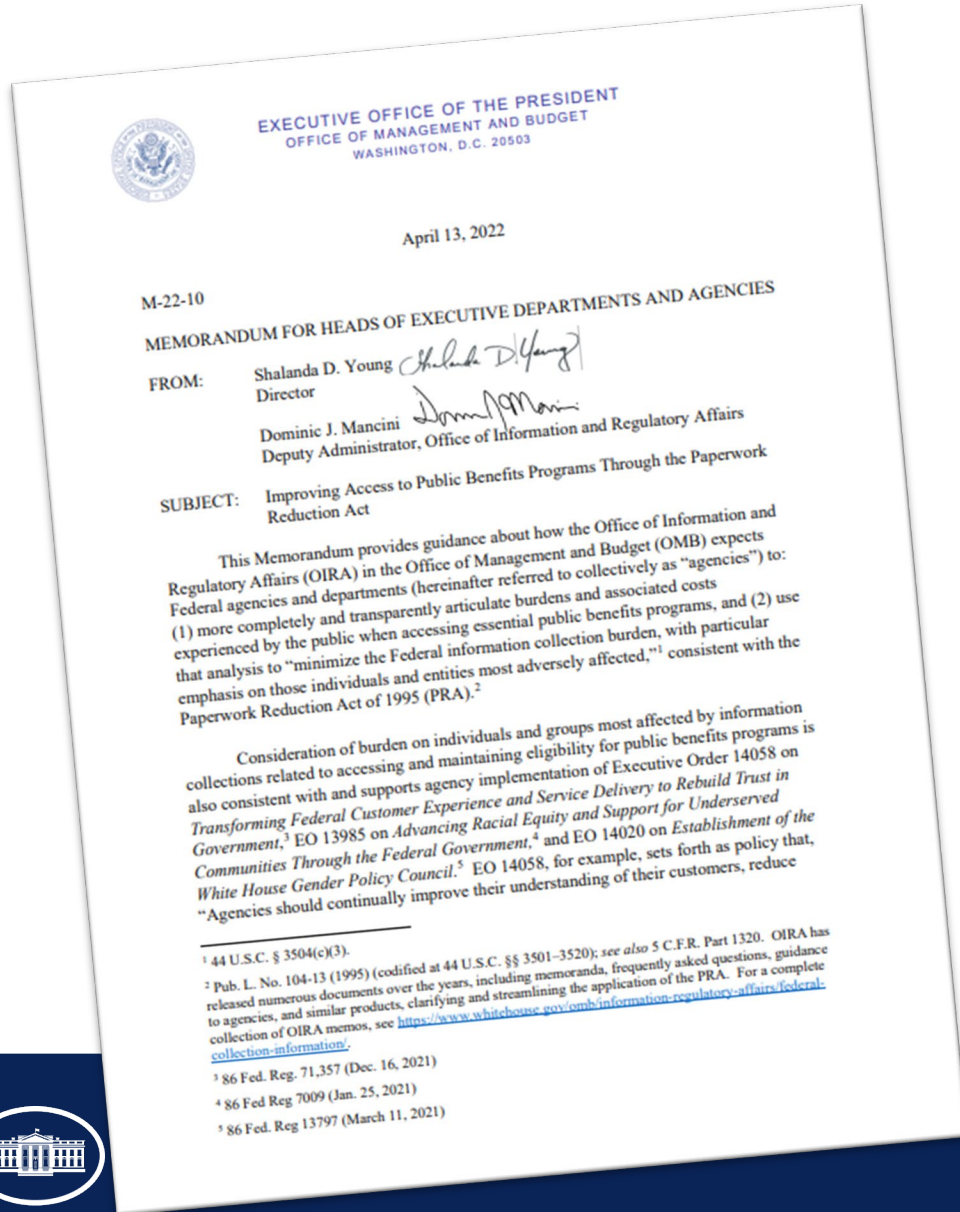 EXECUTIVE OFFICE OF THE PRESIDENT
OFFICE OF MANAGEMENT AND BUDGET
WASHINGTON, D.C. 20503
April 13, 2022
M-22-10
MEMORANDUM FOR HEADS OF EXECUTIVE DEPARTMENTS AND AGENCIES
FROM: Shalanda D. Young Shalanda D Young
Director
Dominic J. Mancini
Deputy Administrator, Office of Information and Regulatory Affairs
SUBJECT: Improving Access to Public Benefits Programs Through the Paperwork
Reduction Act
This Memorandum provides guidance about how the Office of Information and
Regulatory Affairs (OIRA) in the Office of Management and Budget (OMB) expects
Federal agencies and departments (hereinafter referred to collectively as “agencies”) to:
(1) more completely and transparently articulate burdens and associated costs
experienced by the public when accessing essential public benefits programs, and (2) use
that analysis to “minimize the Federal information collection burden, with particular
emphasis on those individuals and entities most adversely affected,”1 consistent with the
Paperwork Reduction Act of 1995 (PRA).2
Consideration of burden on individuals and groups most affected by information
collections related to accessing and maintaining eligibility for public benefits programs is
also consistent with and supports agency implementation of Executive Order 14058 on
Transforming Federal Customer Experience and Service Delivery to Rebuild Trust in
Government,3 EO 13985 on Advancing Racial Equity and Support for Underserved
Communities Through the Federal Government,4 and EO 14020 on Establishment of the
White House Gender Policy Council.5 EO 14058, for example, sets forth as policy that,
“Agencies should continually improve their understanding of their customers, reduce
1 44 U.S.C. § 3504(c)(3).
2 Pub. L. No. 104-13 (1995) (codified at 44 U.S.C. §§ 3501–3520); see also 5 C.F.R. Part 1320. OIRA has
released numerous documents over the years, including memoranda, frequently asked questions, guidance
to agencies, and similar products, clarifying and streamlining the application of the PRA. For a complete
collection of OIRA memos, see https://www.whitehouse.gov/omb/information-regulatory-affairs/federal-
collection-information/.
3 86 Fed. Reg. 71,357 (Dec. 16, 2021)
4 86 Fed Reg 7009 (Jan. 25, 2021)
5 86 Fed. Reg 13797 (March 11, 2021)